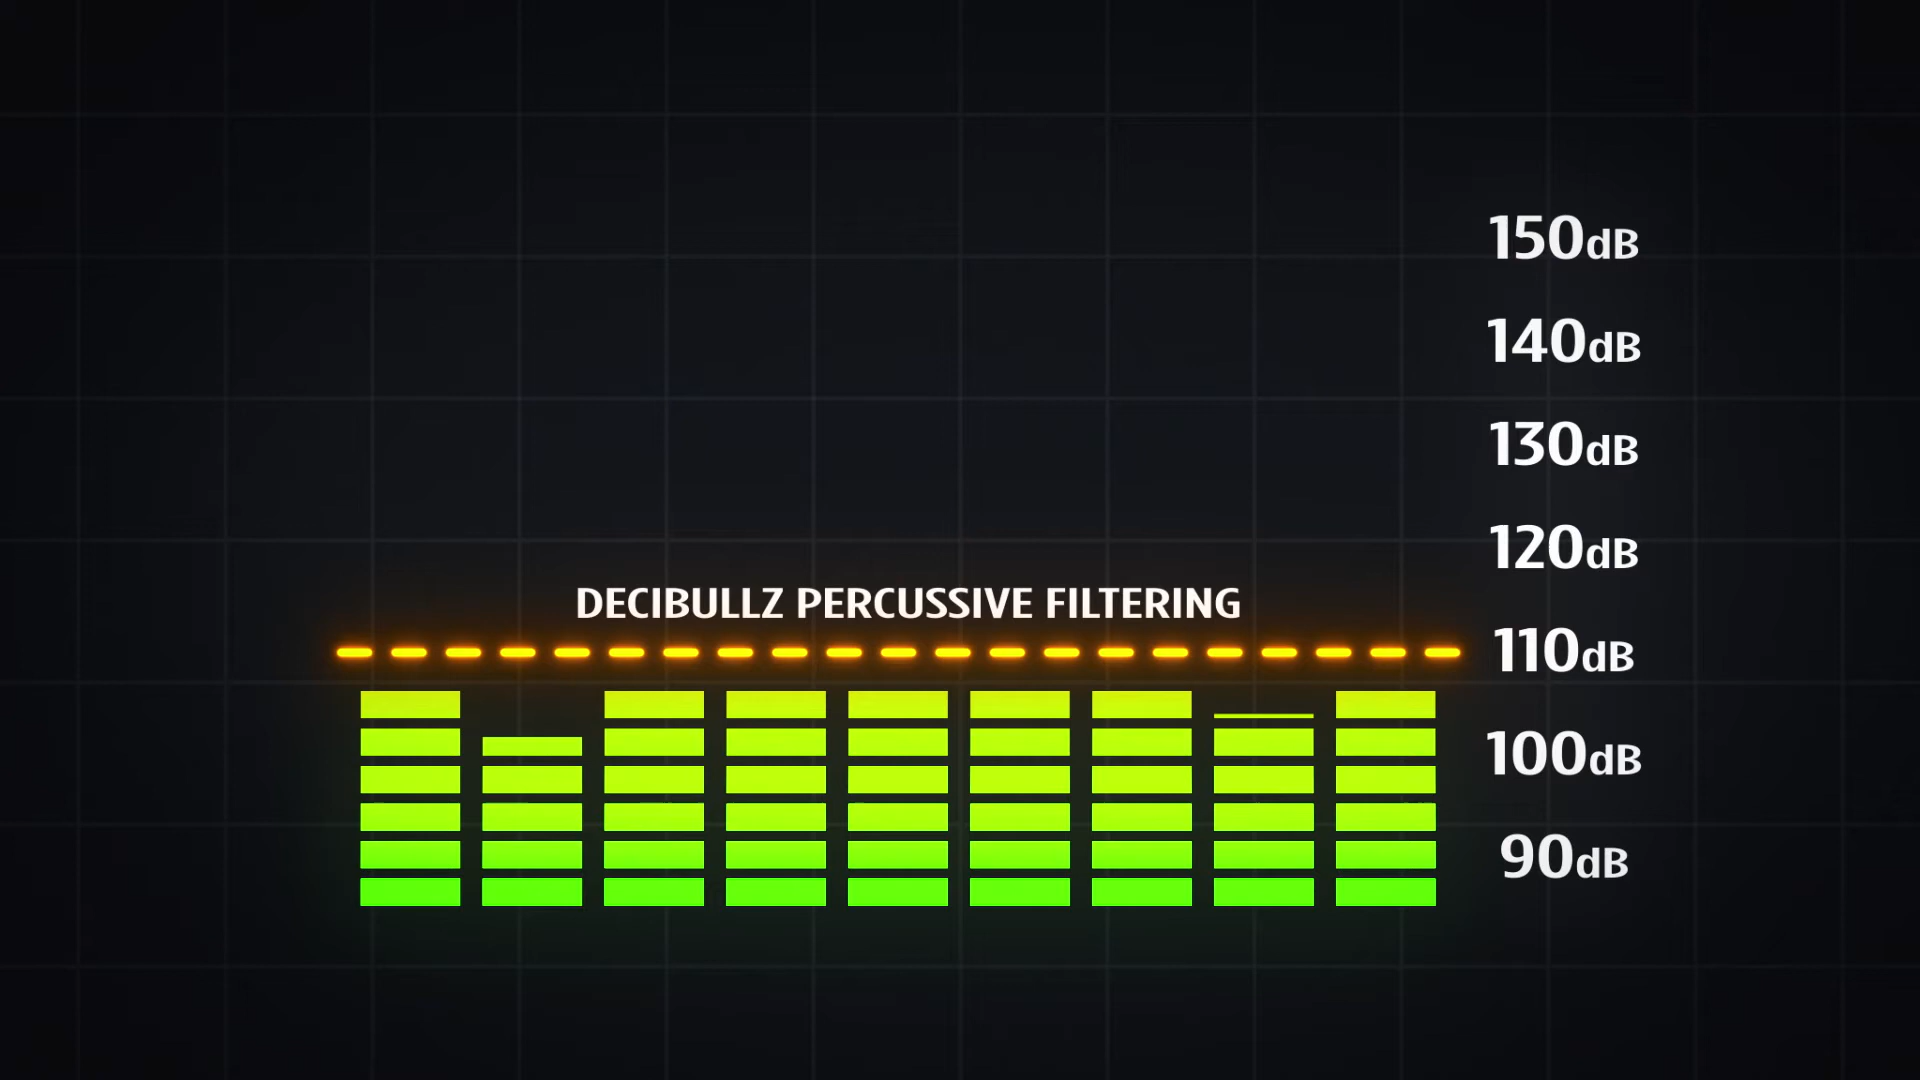 150dB
140dB
130dB
120dB
DECIBULLZ PERCUSSIVE FILTERING
110dB
100dB
90dB